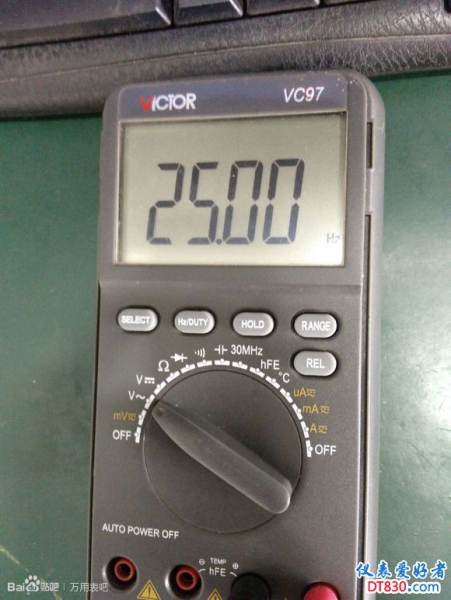 VICTOR VC97
25.00
Hz
SELECT Hz/DUTY HOLD RANGE
REL
Ω 30MHz hFE °C
V
V~ uA
mV mA
A
OFF OFF
AUTO POWER OFF
⊖ TEMP ⊕
hFE
Bai贴吧 | 万用表吧
仪表爱好者
DT830.com